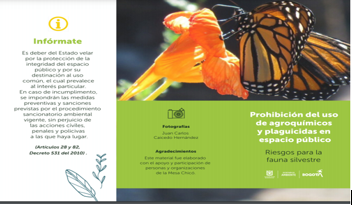 Infórmate
Es deber del Estado velar
por la protección de la
integridad del espacio
público y por su
destinación al uso
común, el cual prevalece
al interés particular.
En caso de incumplimiento,
se impondrán las medidas
preventivas y sanciones
previstas por el procedimiento
sancionatorio ambiental
vigente, sin perjuicio de
las acciones civiles,
penales y policivas
a las que haya lugar.
(Artículos 28 y 92,
Decreto 531 del 2010)
Fotografías
Juan Carlos
Caicedo Hernández
Agradecimientos
Este material fue elaborado
con el apoyo y participación de
personas y organizaciones
de la Mesa Cinco.
Prohibición del uso
de agroquímicos
y plaguicidas en
espacio público
Riesgos para la
fauna silvestre
BOGOTÁ